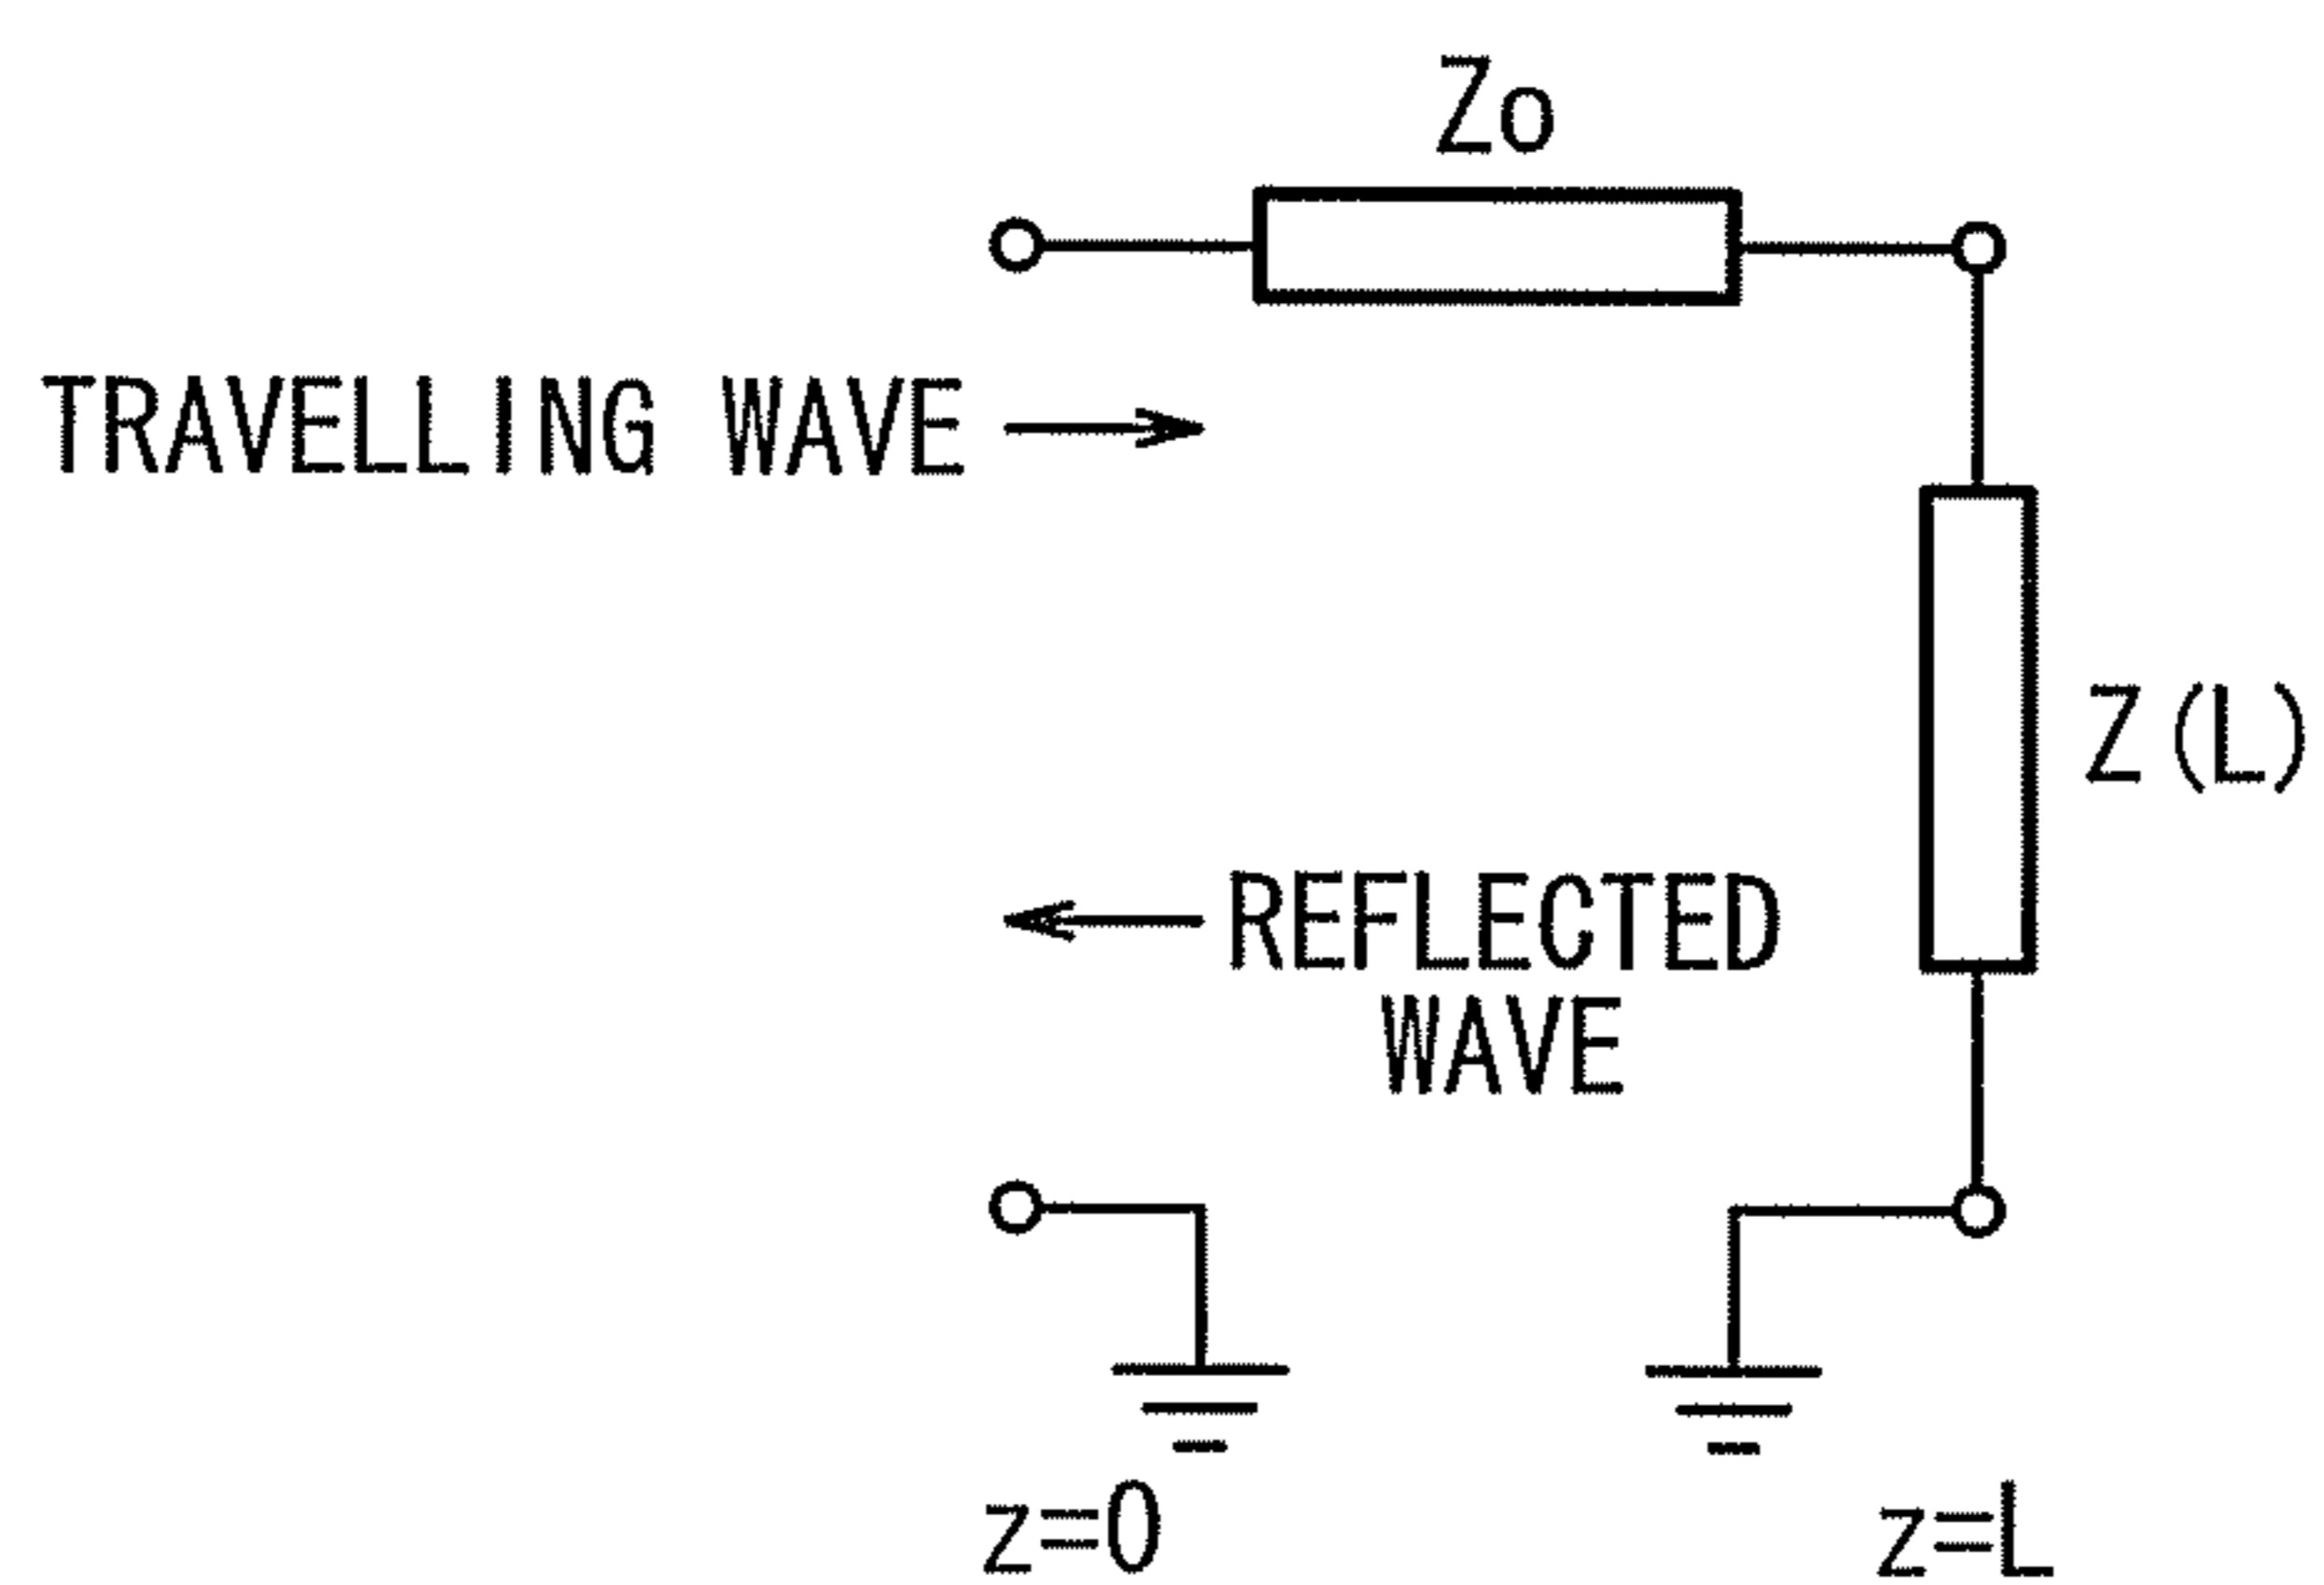 Zo
TRAVELLING WAVE
Z(L)
REFLECTED
WAVE
z=0
z=L